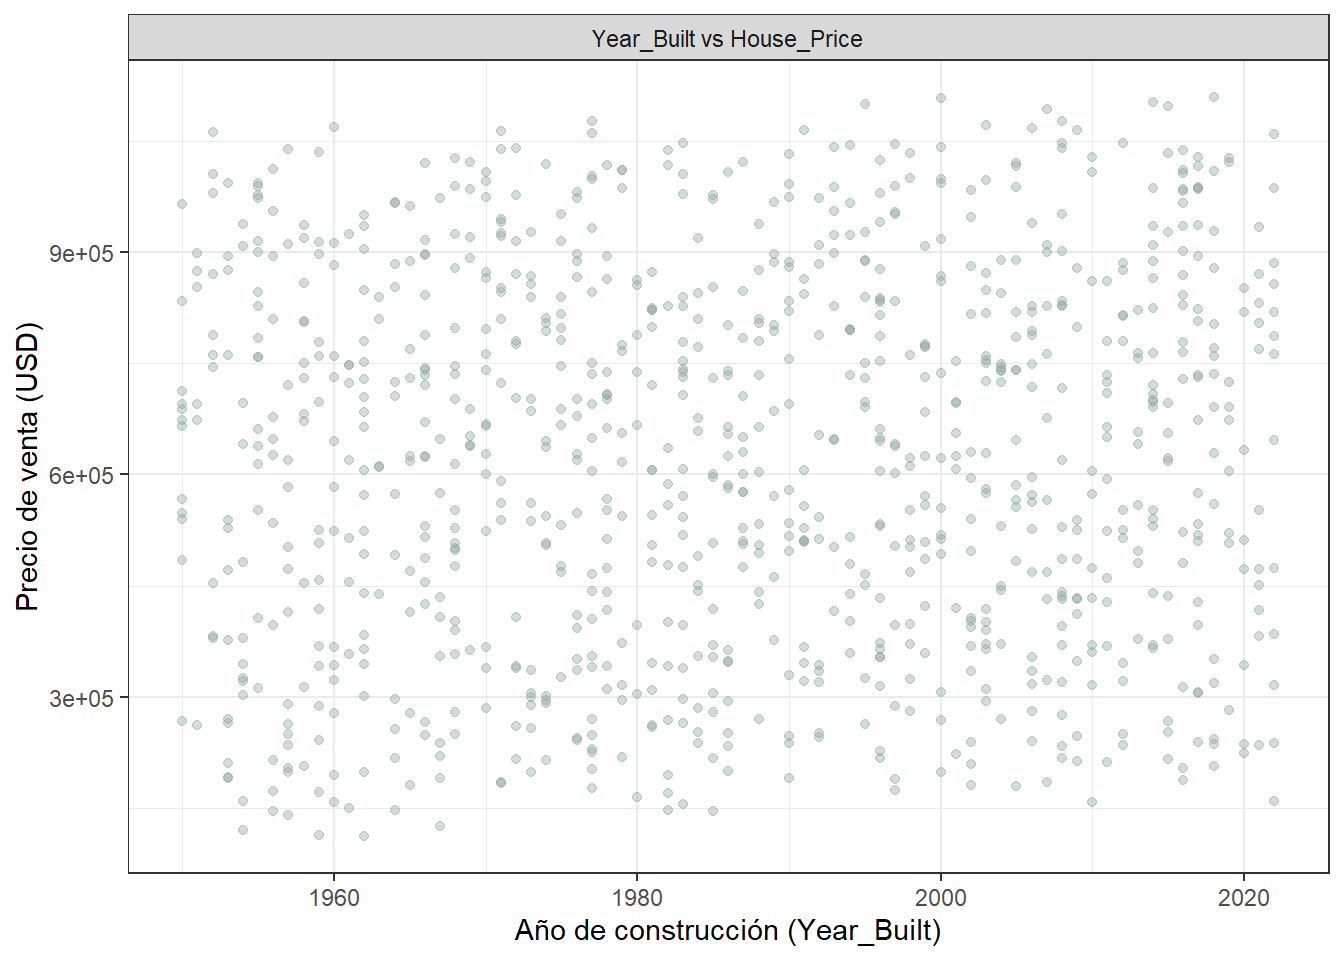 Year_Built vs House_Price
9e+05
6e+05
3e+05
Precio de venta (USD)
1960
1980
2000
2020
Año de construcción (Year_Built)